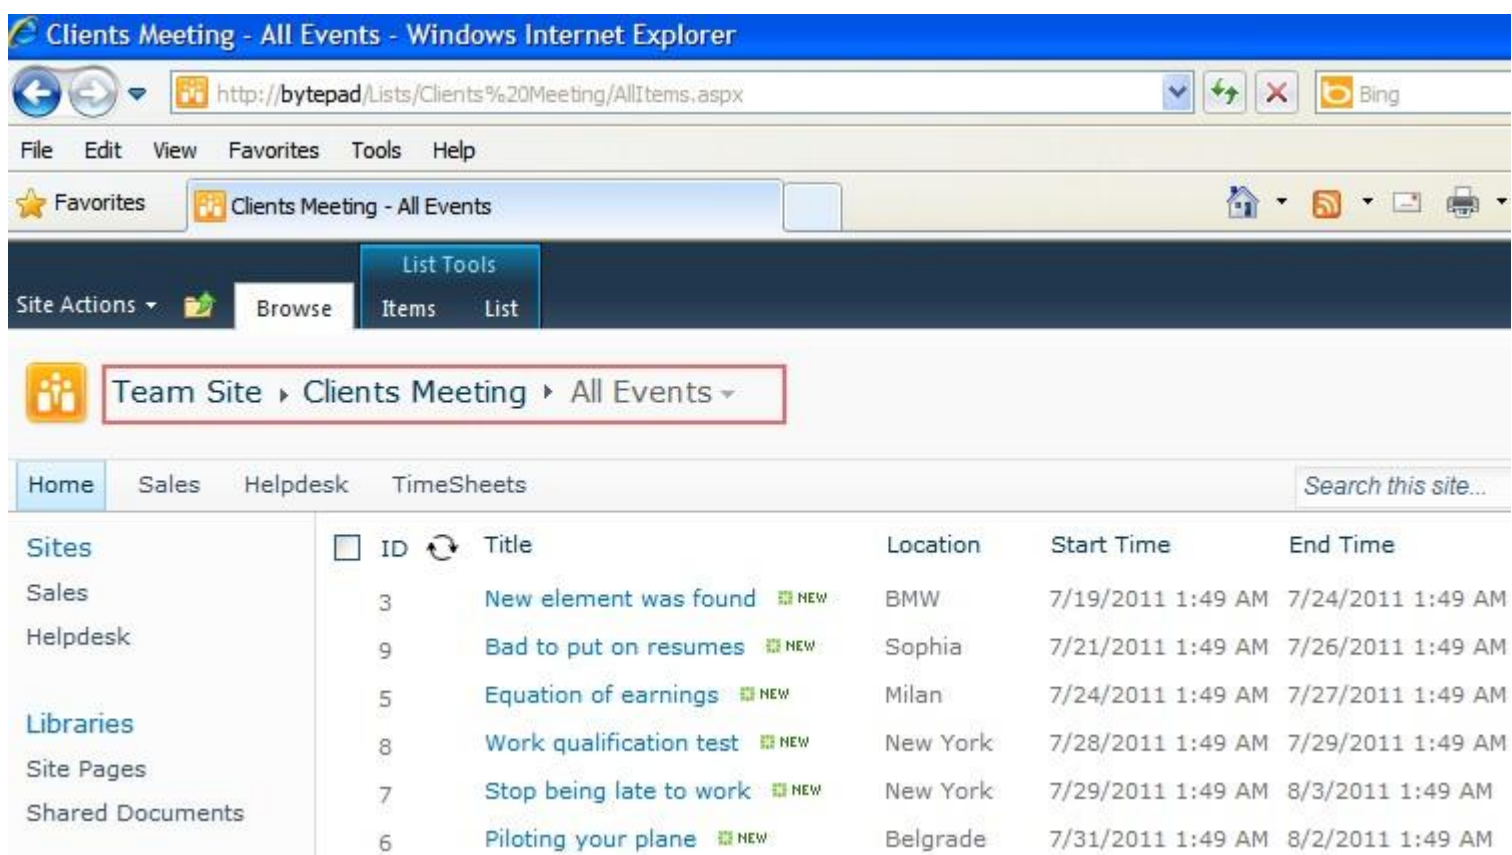 Clients Meeting - All Events - Windows Internet Explorer
http://bytepad/Lists/Clients%20Meeting/AllItems.aspx Bing
File Edit View Favorites Tools Help
Favorites Clients Meeting - All Events
List Tools
Site Actions Browse Items List
Team Site Clients Meeting All Events
Home Sales Helpdesk TimeSheets Search this site...
Sites
Sales
Helpdesk
Libraries
Site Pages
Shared Documents
ID Title Location Start Time End Time
3 New element was found NEW BMW 7/19/2011 1:49 AM 7/24/2011 1:49 AM
9 Bad to put on resumes NEW Sophia 7/21/2011 1:49 AM 7/26/2011 1:49 AM
5 Equation of earnings NEW Milan 7/24/2011 1:49 AM 7/27/2011 1:49 AM
8 Work qualification test NEW New York 7/28/2011 1:49 AM 7/29/2011 1:49 AM
7 Stop being late to work NEW New York 7/29/2011 1:49 AM 8/3/2011 1:49 AM
6 Piloting your plane NEW Belgrade 7/31/2011 1:49 AM 8/2/2011 1:49 AM